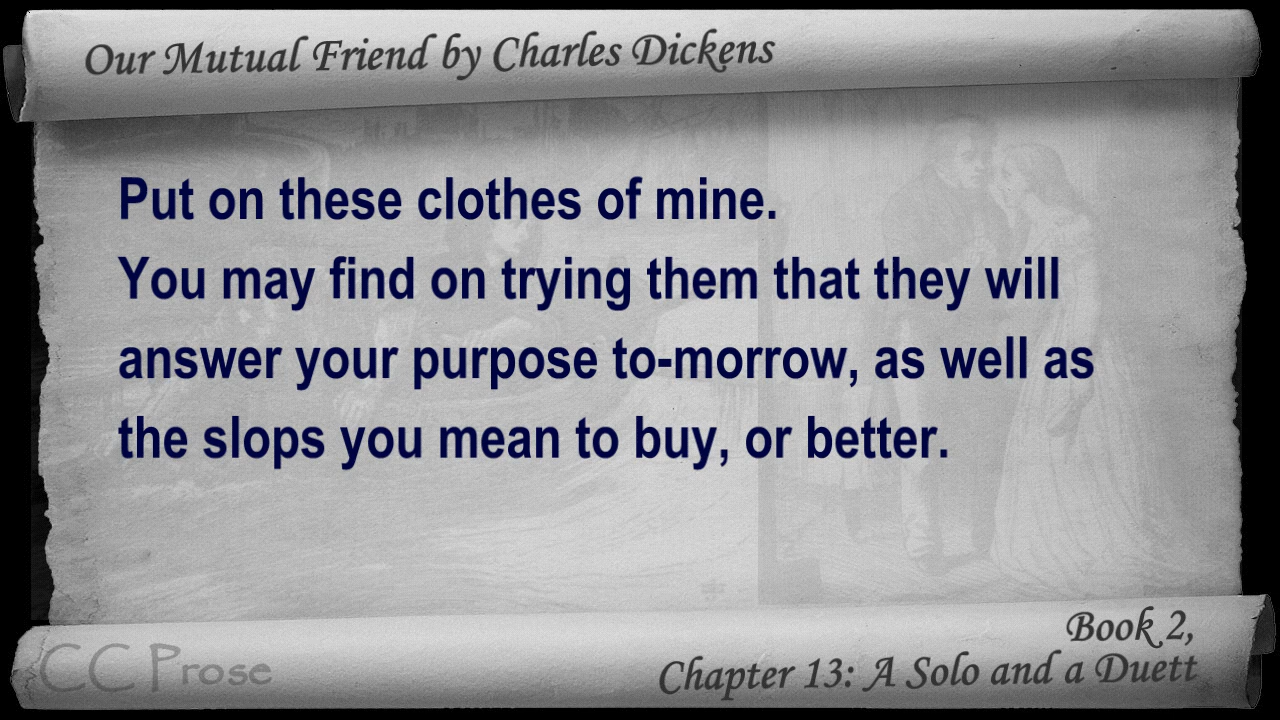 Our Mutual Friend by Charles Dickens
Put on these clothes of mine.
You may find on trying them that they will
answer your purpose to-morrow, as well as
the slops you mean to buy, or better.
Book 2,
CC Prose
Chapter 13: A Solo and a Duett